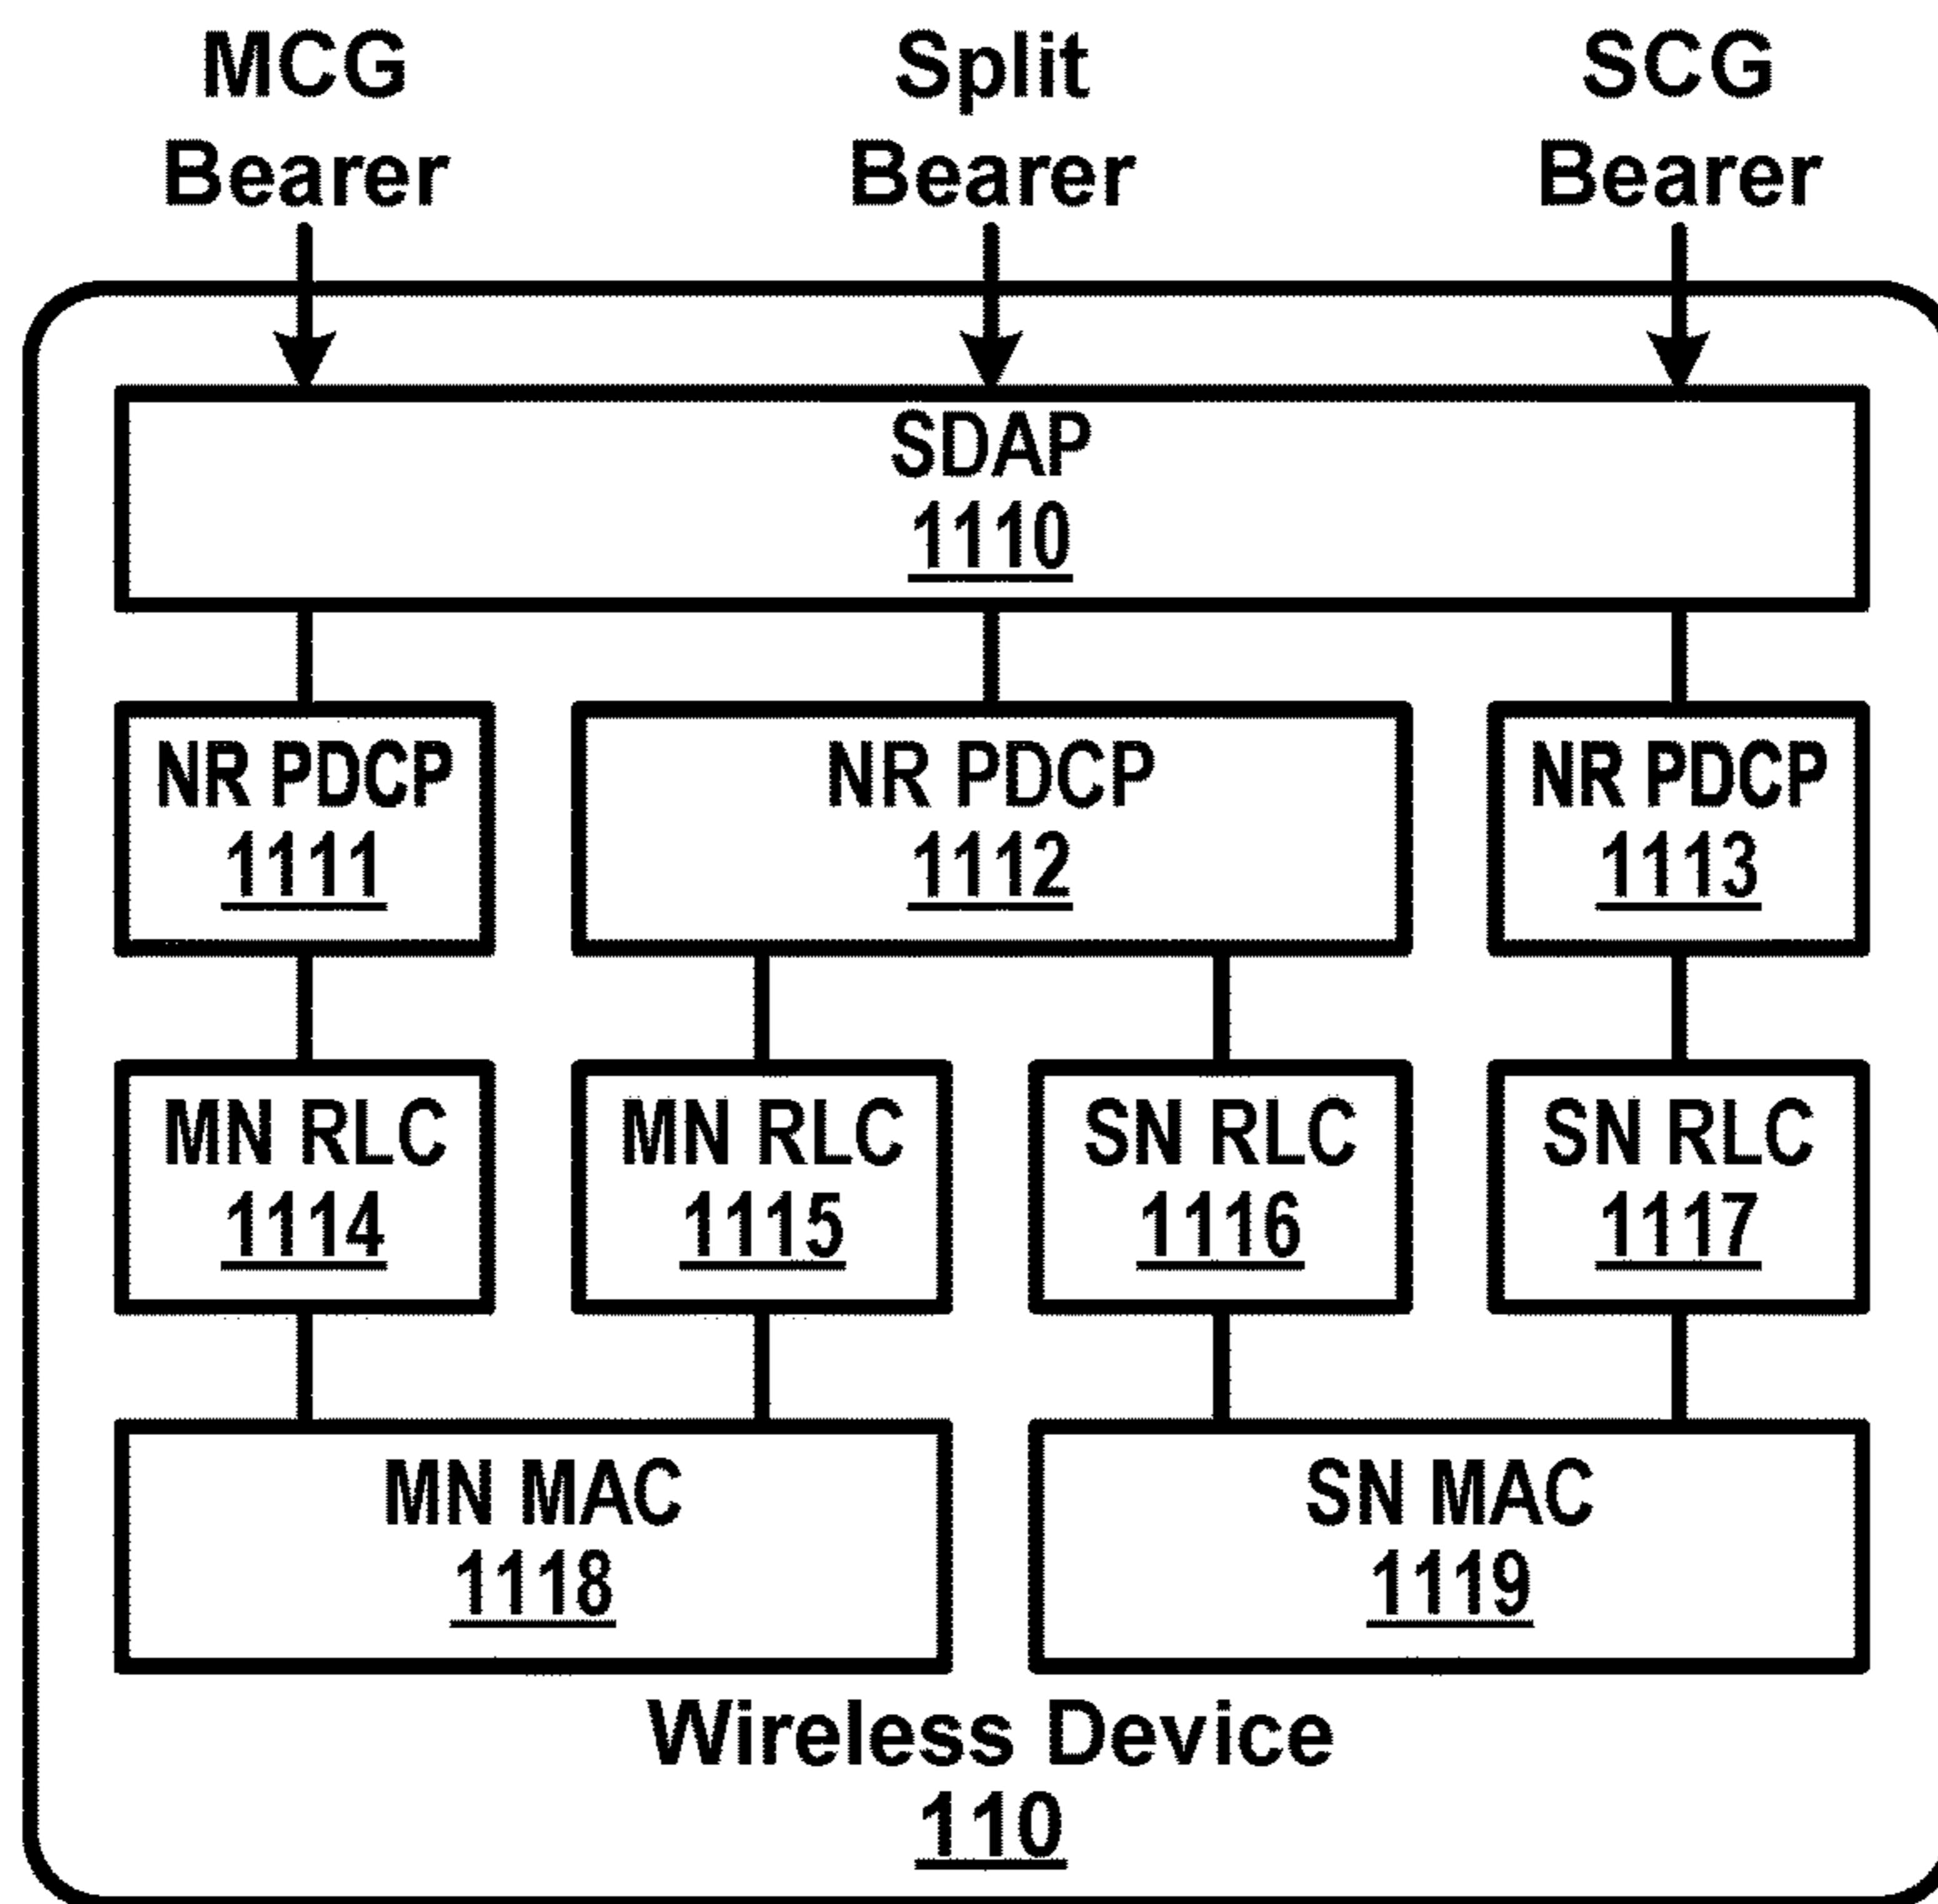 MCG
Bearer
Split
Bearer
SCG
Bearer
SDAP
1110
NR PDCP
1111
NR PDCP
1112
NR PDCP
1113
MN RLC
1114
MN RLC
1115
SN RLC
1116
SN RLC
1117
MN MAC
1118
SN MAC
1119
Wireless Device
110